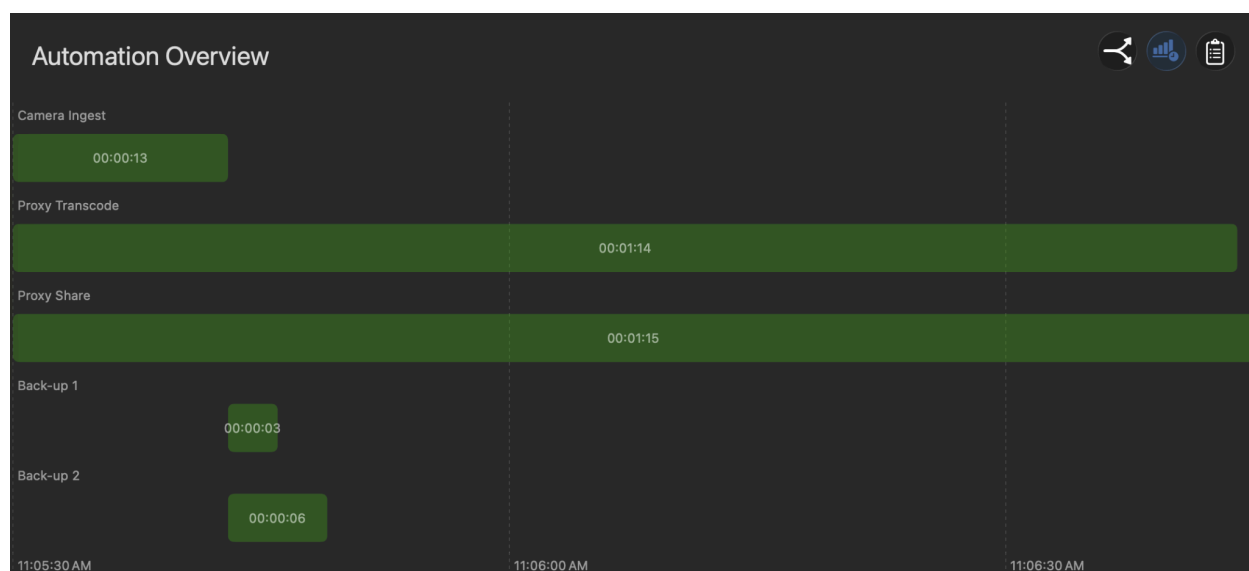 Automation Overview
Camera Ingest
00:00:13
Proxy Transcode
00:01:14
Proxy Share
00:01:15
Back-up 1
00:00:03
Back-up 2
00:00:06
11:05:30 AM 11:06:00 AM 11:06:30 AM